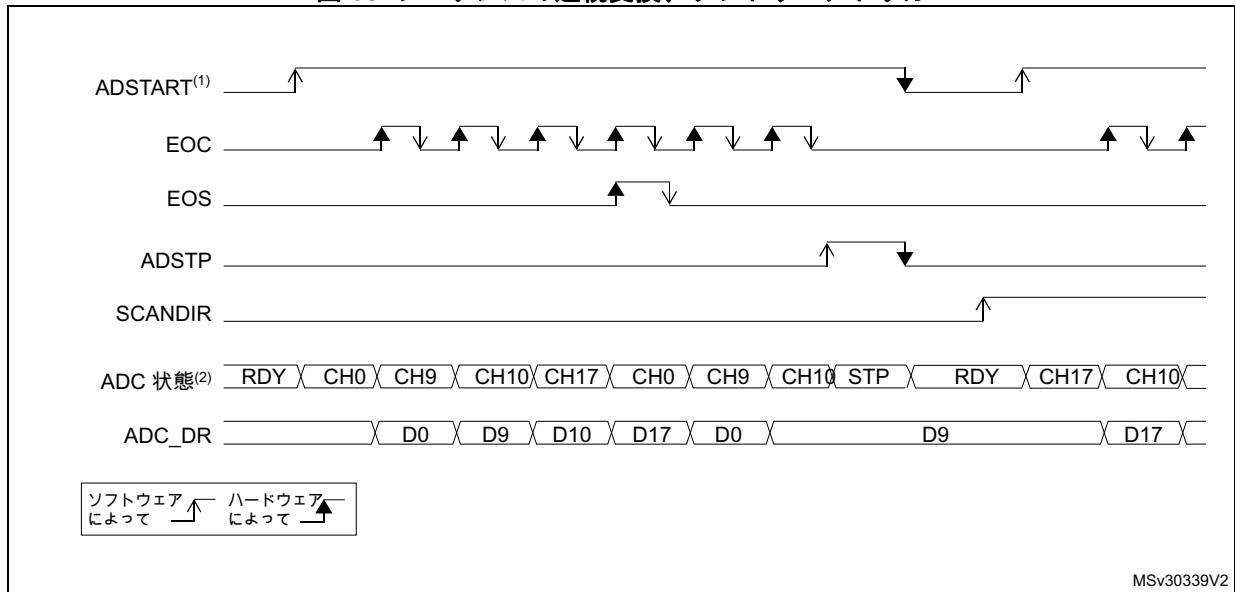 ADSTART(1)
EOC
EOS
ADSTP
SCANDIR
ADC 状態(2) RDY CH0 CH9 CH10 CH17 CH0 CH9 CH10 STP RDY CH17 CH10
ADC_DR D0 D9 D10 D17 D0 D9 D17
ソフトウェア ハードウェア
によって によって
MSv30339V2